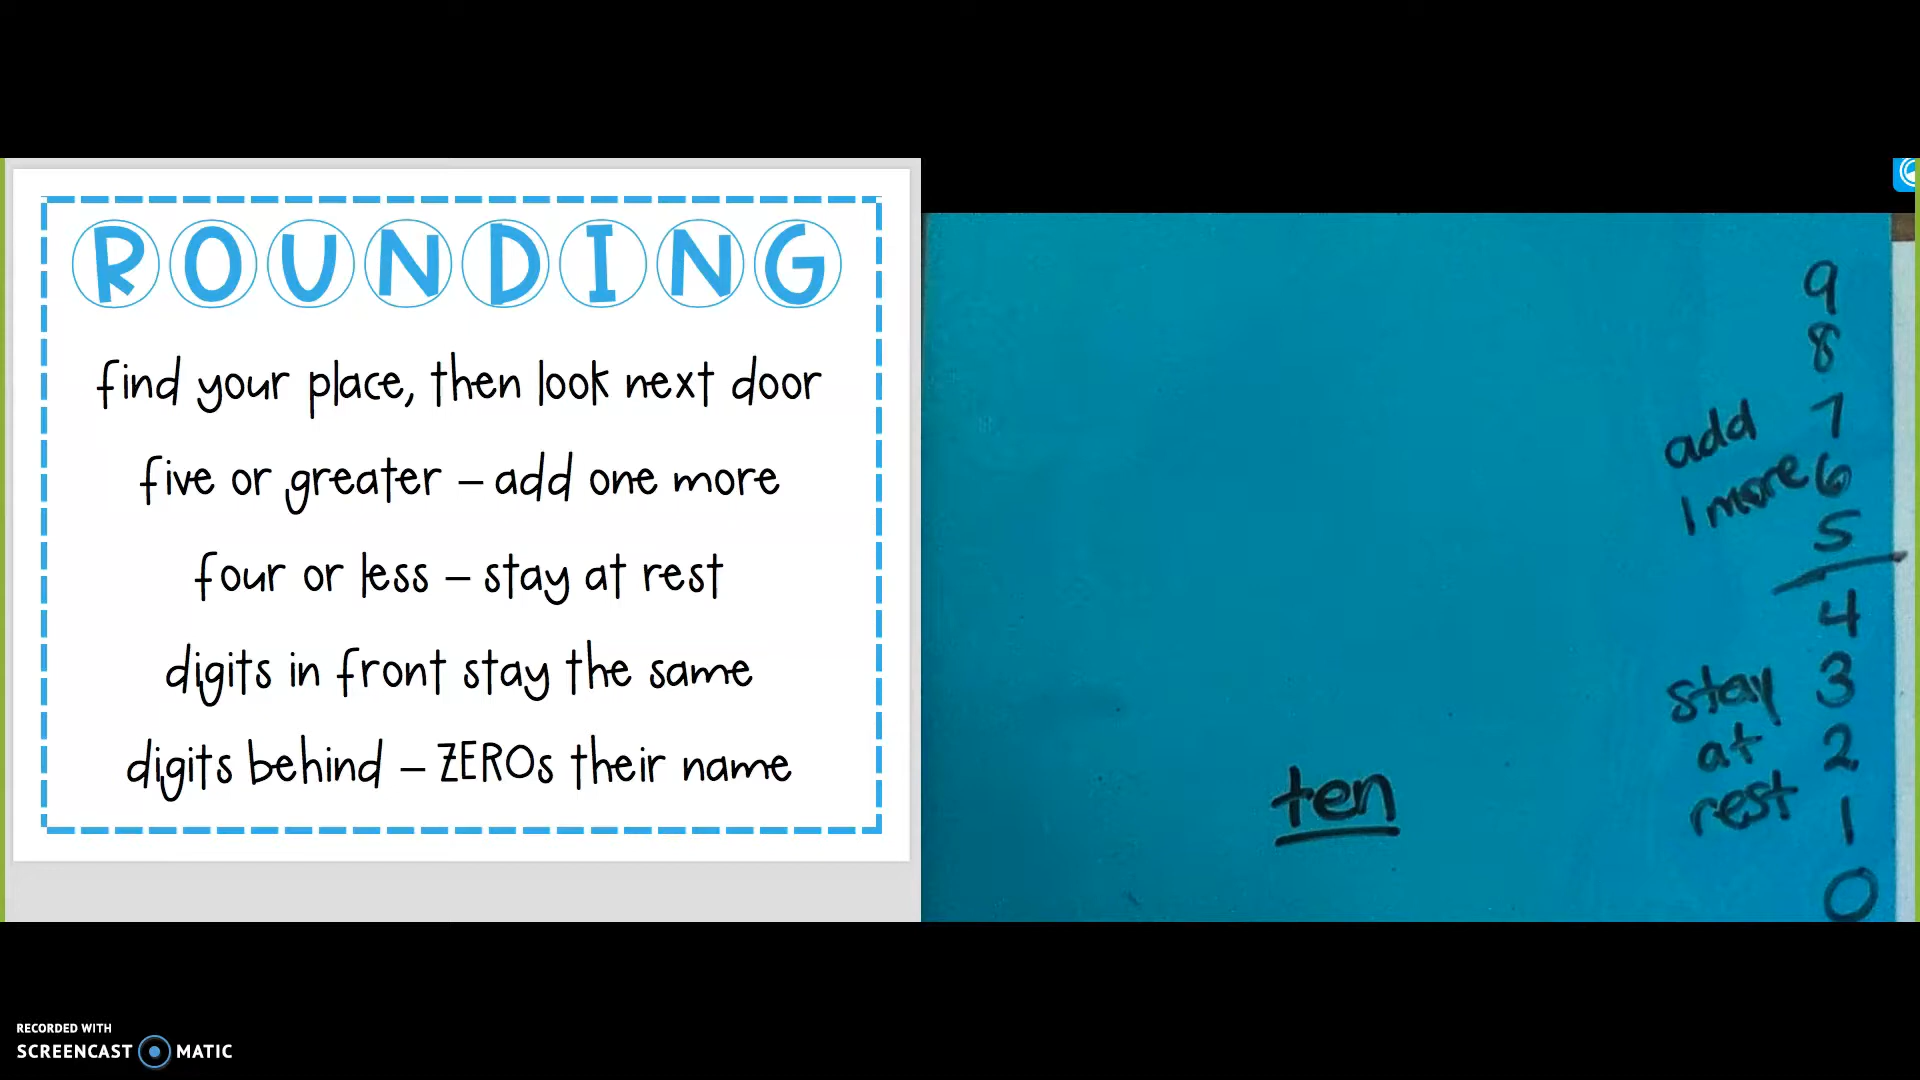 ROUNDING
find your place, then look next door
five or greater – add one more
four or less – stay at rest
digits in front stay the same
digits behind – ZEROs their name
9
8
7
add
6
1 more
5
4
3
stay
2
at
1
rest
0
ten
RECORDED WITH
SCREENCAST MATIC